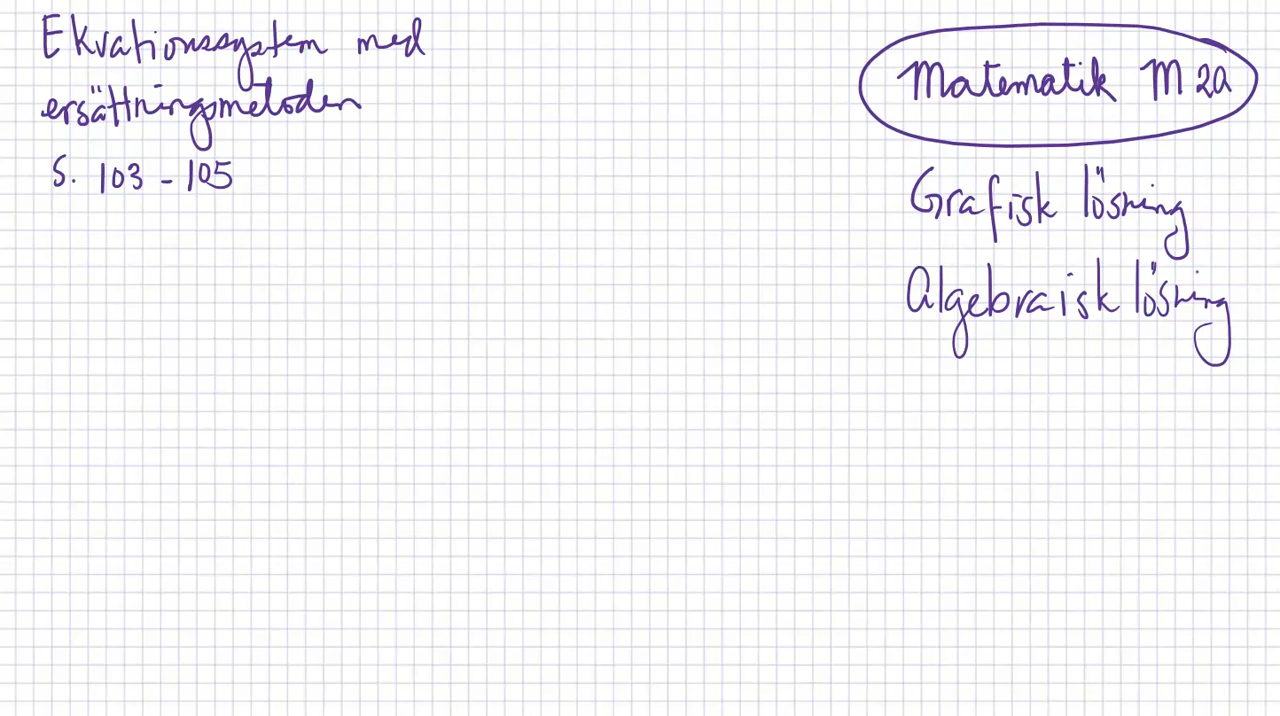 Ekvationssystem med
ersättningsmetoden
S. 103 - 105
Matematik M 2a
Grafisk lösning
Algebraisk lösning